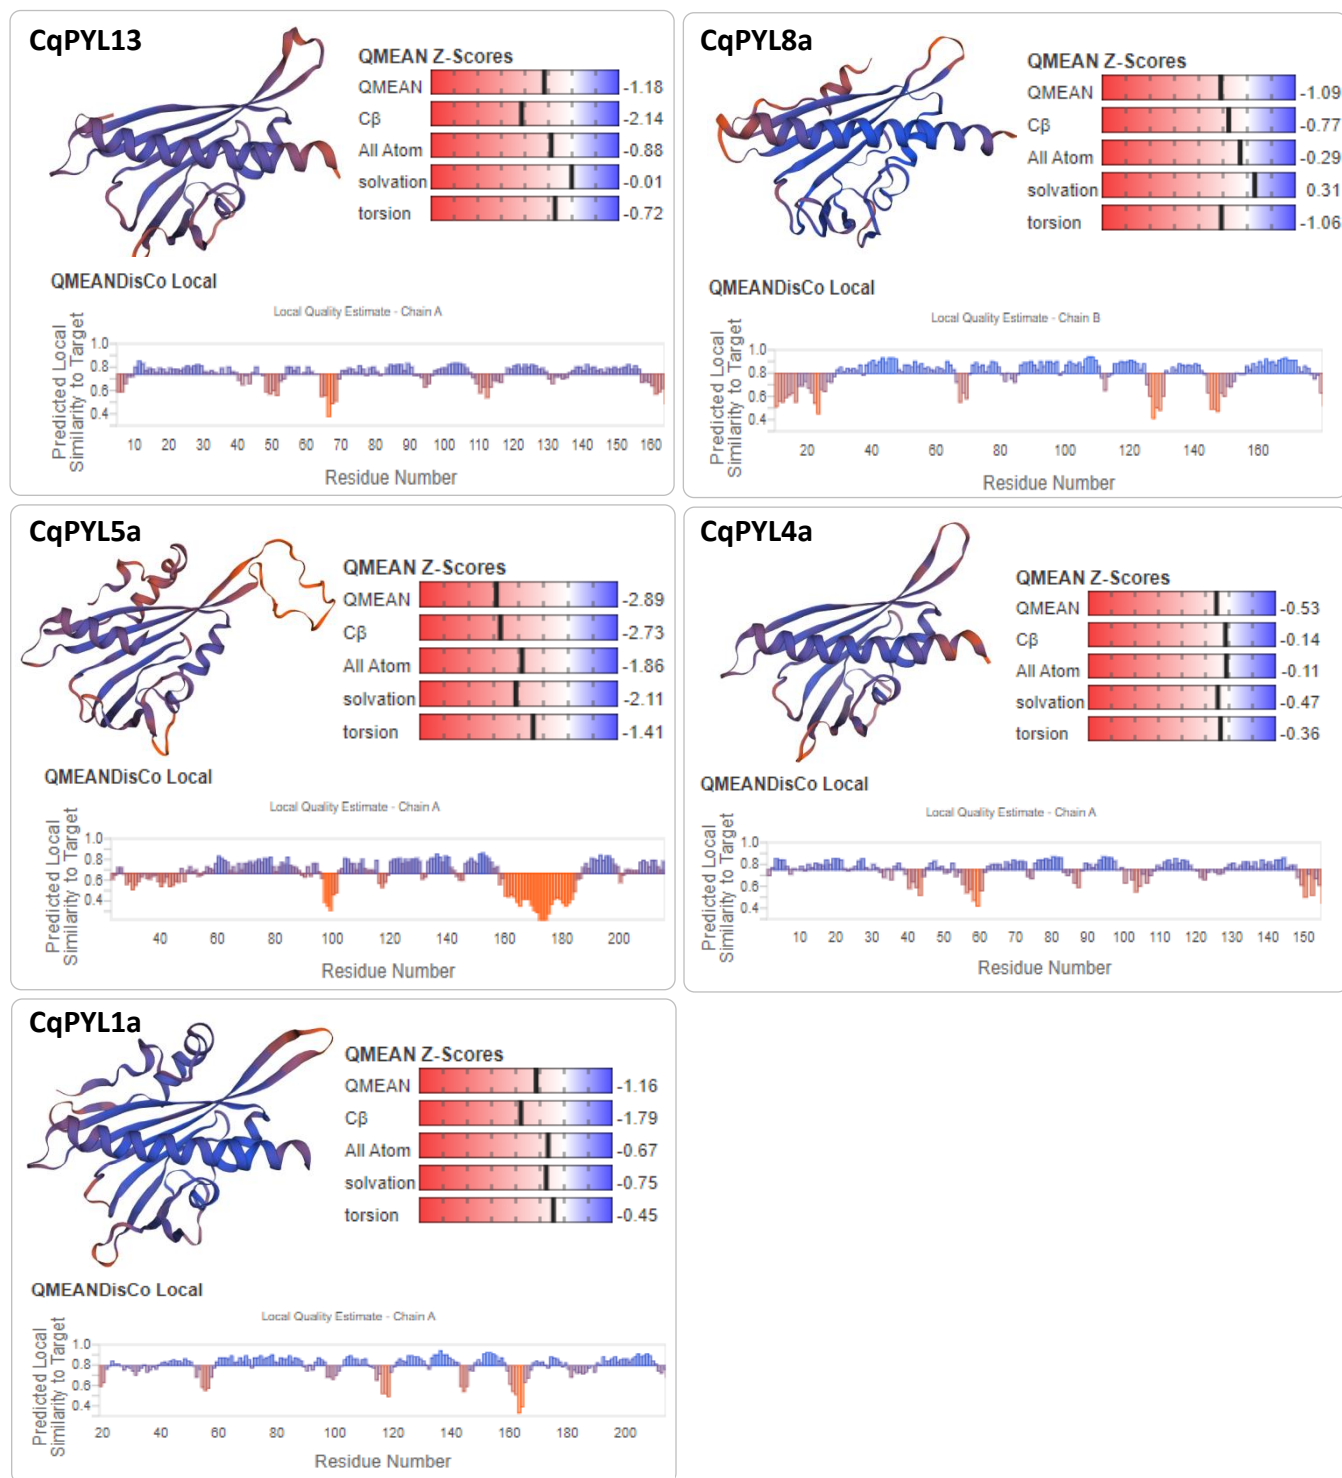 CqPYL13
QMEAN Z-Scores
QMEAN -1.18
Cβ -2.14
All Atom -0.88
solvation -0.01
torsion -0.72
QMEANDisCo Local
Local Quality Estimate - Chain A
Predicted Local
Similarity to Target
1.0
0.8
0.6
0.4
10 20 30 40 50 60 70 80 90 100 110 120 130 140 150 160
Residue Number
CqPYL8a
QMEAN Z-Scores
QMEAN -1.09
Cβ -0.77
All Atom -0.29
solvation 0.31
torsion -1.06
QMEANDisCo Local
Local Quality Estimate - Chain B
Predicted Local
Similarity to Target
1.0
0.8
0.6
0.4
20 40 60 80 100 120 140 160
Residue Number
CqPYL5a
QMEAN Z-Scores
QMEAN -2.89
Cβ -2.73
All Atom -1.86
solvation -2.11
torsion -1.41
QMEANDisCo Local
Local Quality Estimate - Chain A
Predicted Local
Similarity to Target
1.0
0.8
0.6
0.4
40 60 80 100 120 140 160 180 200
Residue Number
CqPYL4a
QMEAN Z-Scores
QMEAN -0.53
Cβ -0.14
All Atom -0.11
solvation -0.47
torsion -0.36
QMEANDisCo Local
Local Quality Estimate - Chain A
Predicted Local
Similarity to Target
1.0
0.8
0.6
0.4
10 20 30 40 50 60 70 80 90 100 110 120 130 140 150
Residue Number
CqPYL1a
QMEAN Z-Scores
QMEAN -1.16
Cβ -1.79
All Atom -0.67
solvation -0.75
torsion -0.45
QMEANDisCo Local
Local Quality Estimate - Chain A
Predicted Local
Similarity to Target
1.0
0.8
0.6
0.4
20 40 60 80 100 120 140 160 180 200
Residue Number